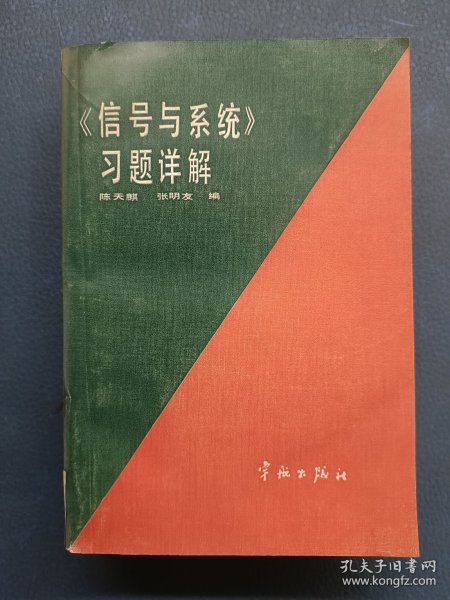 《信号与系统》
习题详解
陈天麒 张明友 编
宇航出版社
孔夫子旧书网
www.kongfz.com